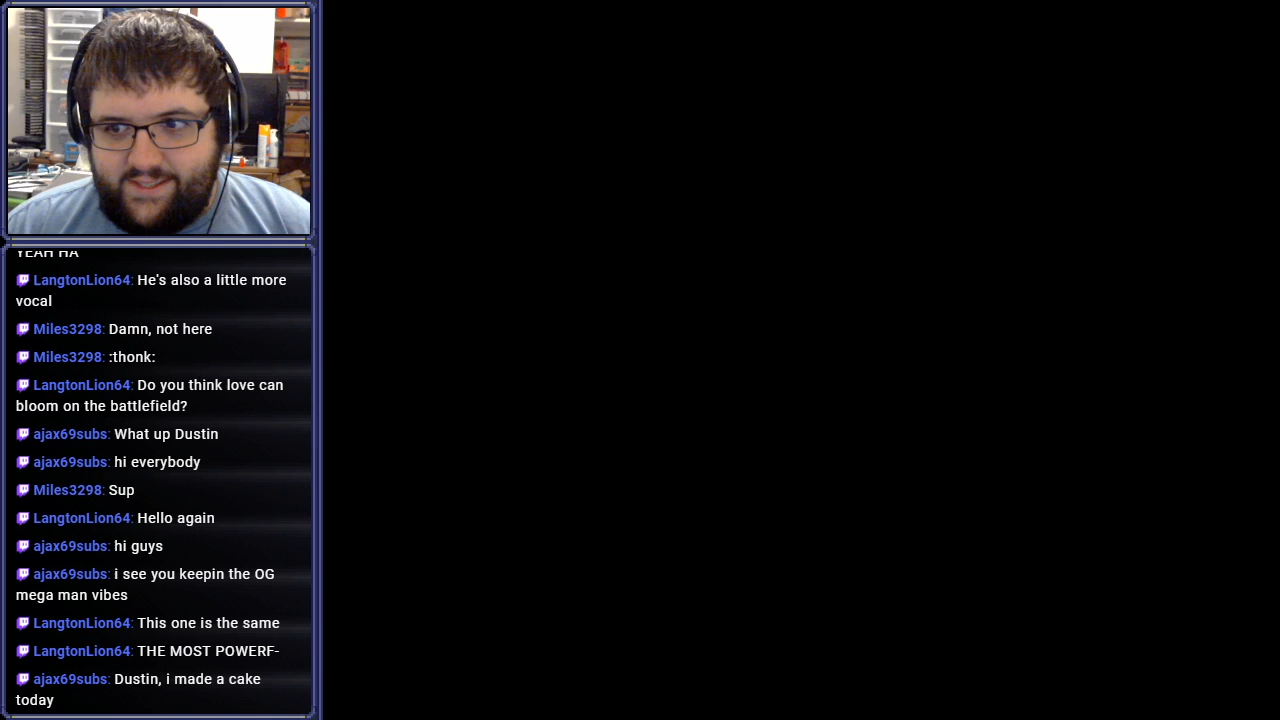 YEAH HA
LangtonLion64: He's also a little more
vocal
Miles3298: Damn, not here
Miles3298: :thonk:
LangtonLion64: Do you think love can
bloom on the battlefield?
ajax69subs: What up Dustin
ajax69subs: hi everybody
Miles3298: Sup
LangtonLion64: Hello again
ajax69subs: hi guys
ajax69subs: i see you keepin the OG
mega man vibes
LangtonLion64: This one is the same
LangtonLion64: THE MOST POWERF-
ajax69subs: Dustin, i made a cake
today